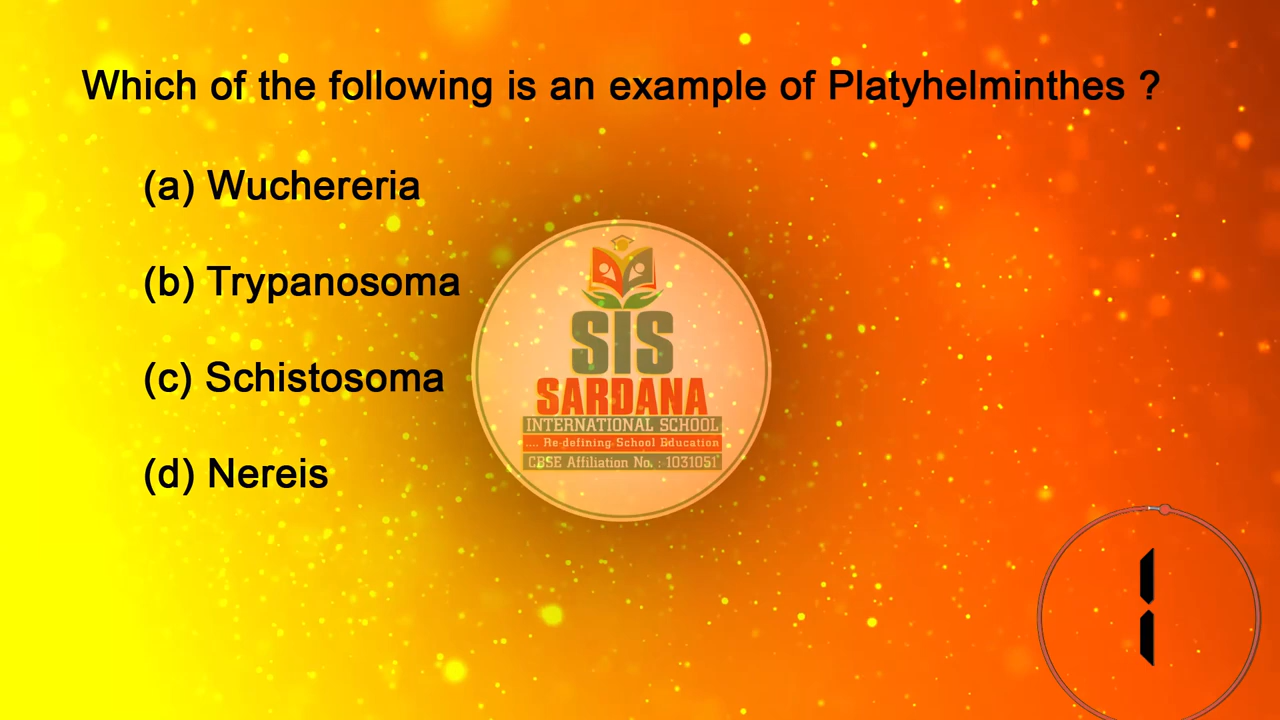 Which of the following is an example of Platyhelminthes ?
(a) Wuchereria
(b) Trypanosoma
(c) Schistosoma
(d) Nereis
SIS
SARDANA
INTERNATIONAL SCHOOL
.... Re-defining School Education
CBSE Affiliation No. : 1031051
1